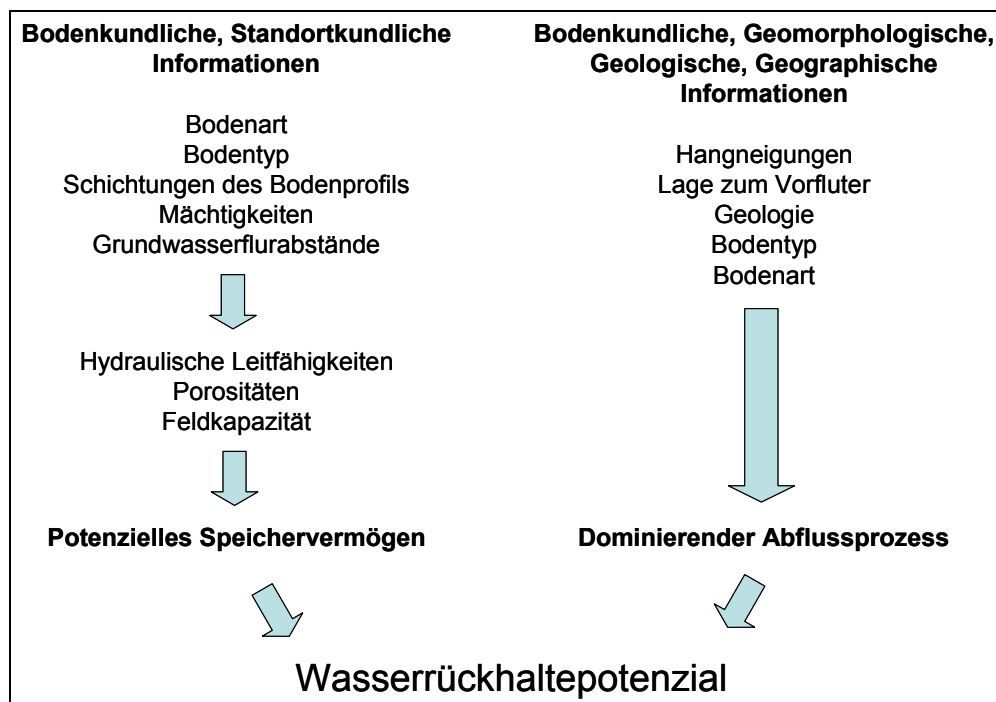 Bodenkundliche, Standortkundliche
Informationen
Bodenart
Bodentyp
Schichtungen des Bodenprofils
Mächtigkeiten
Grundwasserflurabstände
Hydraulische Leitfähigkeiten
Porositäten
Feldkapazität
Potenzielles Speichervermögen
Bodenkundliche, Geomorphologische,
Geologische, Geographische
Informationen
Hangneigungen
Lage zum Vorfluter
Geologie
Bodentyp
Bodenart
Dominierender Abflussprozess
Wasserrückhaltepotenzial